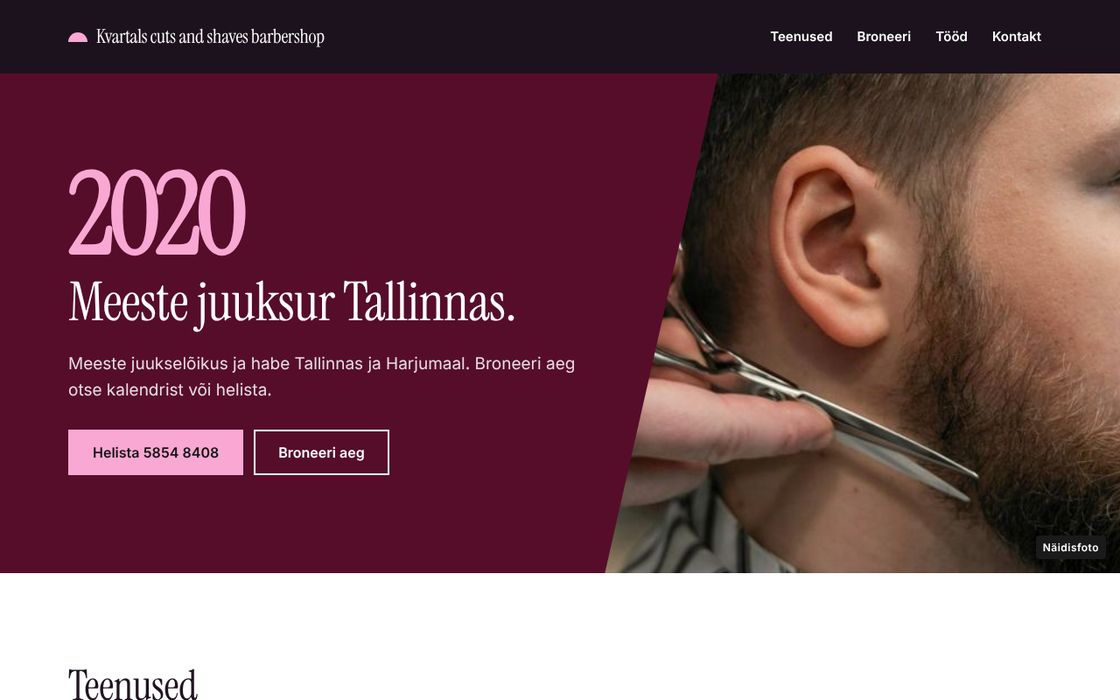 Kvartals cuts and shaves barbershop
Teenused
Broneeri
Tööd
Kontakt
2020
Meeste juuksur Tallinnas.
Meeste juukselõikus ja habe Tallinnas ja Harjumaal. Broneeri aeg
otse kalendrist või helista.
Helista 5854 8408
Broneeri aeg
Näidisfoto
Teenused